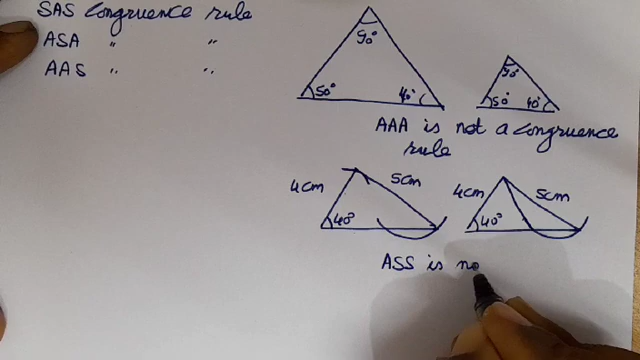 SAS Congruence rule
ASA " "
AAS " "
90°
50° 40°
90°
50° 40°
AAA is not a congruence
rule
4cm 5cm
40°
4cm 5cm
40°
ASS is no